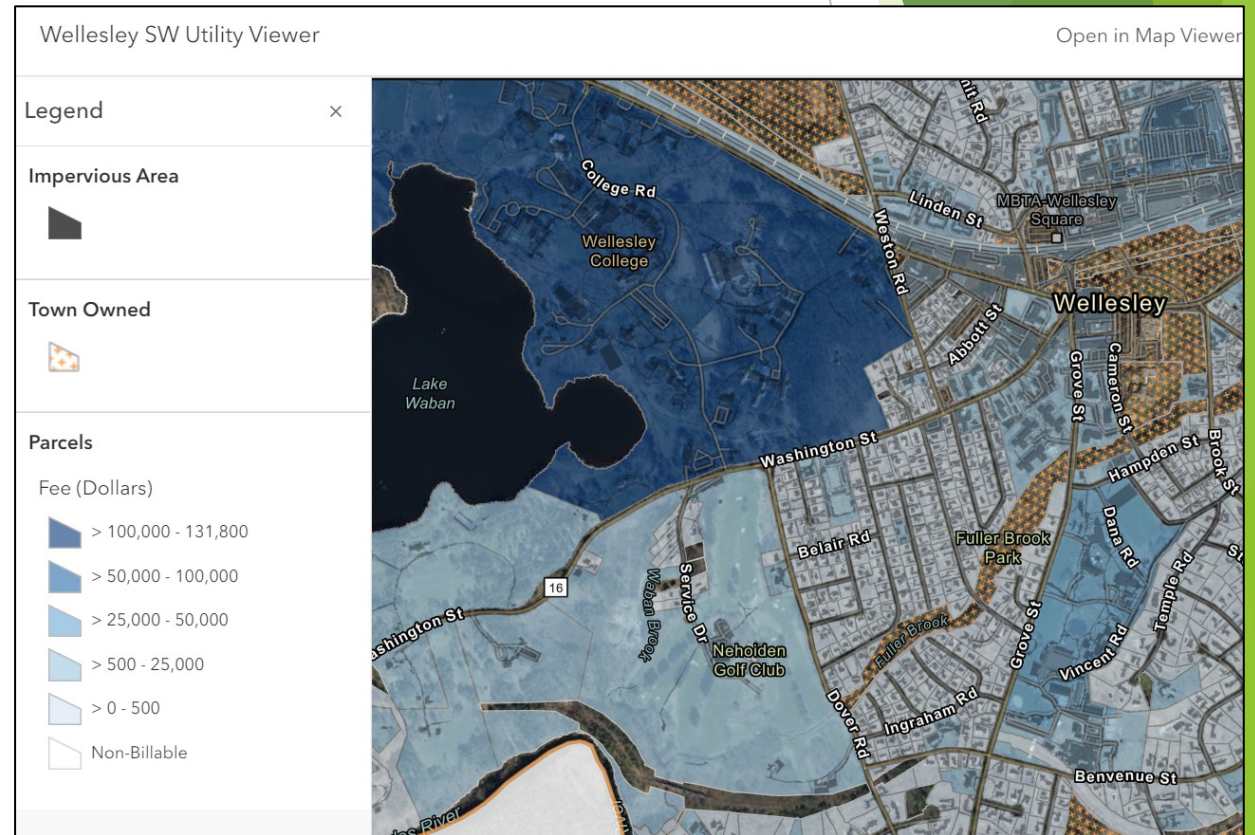 Wellesley SW Utility Viewer
Open in Map Viewer
Legend
×
Impervious Area
Town Owned
Parcels
Fee (Dollars)
> 100,000 - 131,800
> 50,000 - 100,000
> 25,000 - 50,000
> 500 - 25,000
> 0 - 500
Non-Billable
College Rd
Wellesley
College
Lake
Waban
Weston Rd
Linden St
MBTA-Wellesley
Square
Wellesley
Abbott St
Grove St
Cameron St
Hampden St
Brook St
Washington St
Belair Rd
Fuller Brook
Park
Dana Rd
Temple Rd
16
Service Dr
Waban Brook
Nehoiden
Golf Club
Fuller Brook
Grove St
Vincent Rd
Dover Rd
Ingraham Rd
Benvenue St